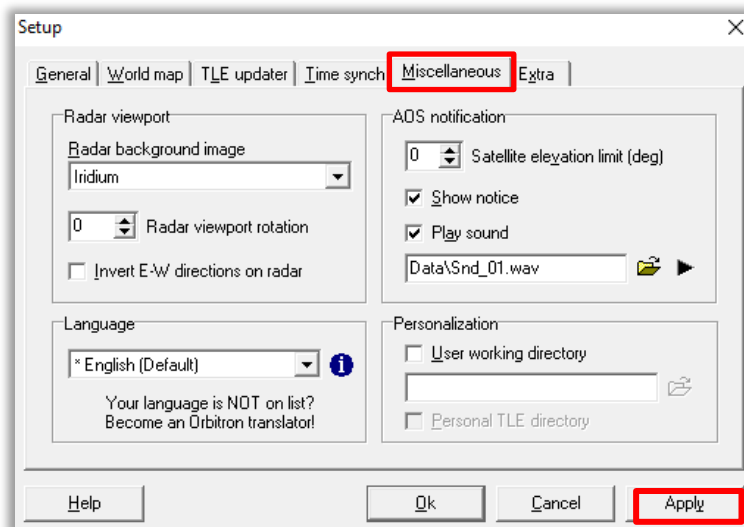 Setup
General World map TLE updater Time synch Miscellaneous Extra
Radar viewport
Radar background image
Iridium
0 Radar viewport rotation
Invert E-W directions on radar
AOS notification
0 Satellite elevation limit (deg)
Show notice
Play sound
Data\Snd_01.wav
Language
* English (Default)
Your language is NOT on list?
Become an Orbitron translator!
Personalization
User working directory
Personal TLE directory
Help Ok Cancel Apply